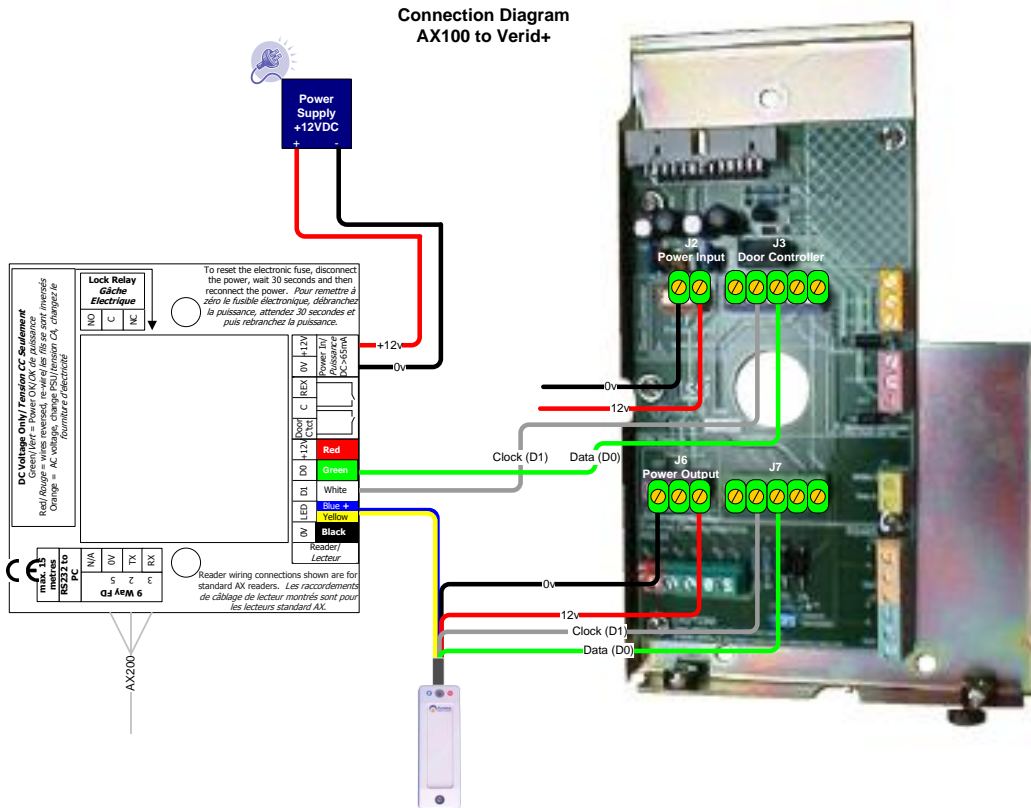 Connection Diagram
AX100 to Verid+
Power
Supply
+12VDC
+ -
J2
Power Input
J3
Door Controller
Lock Relay
Gâche
Electrique
NO
C
NC
To reset the electronic fuse, disconnect
the power, wait 30 seconds and then
reconnect the power. Pour remettre à
zéro le fusible électronique, débranchez
la puissance, attendez 30 secondes et
puis rebranchez la puissance.
DC Voltage Only/ Tension CC Seulement
Green/Vert = Power OK/OK de puissance
Red/ Rouge = wires reversed, re-wire/les fils se sont inversés
Orange = AC voltage, change PSU/tension CA, changez le
fourniture d'électricité
+12V
0V
Power In/
Puissance
DC>65mA
+12v
0v
REX
C
Door
C'tct
+12V
Red
D0
Green
D1
White
LED
Blue +
Yellow
0V
Black
Reader/
Lecteur
0v
12v
Clock (D1)
Data (D0)
J6
Power Output
J7
max. 15
metres
RS232 to
PC
N/A
0V
TX
RX
5
2
3
9 Way FD
Reader wiring connections shown are for
standard AX readers. Les raccordements
de câblage de lecteur montrés sont pour
les lecteurs standard AX.
0v
12v
Clock (D1)
Data (D0)
AX200